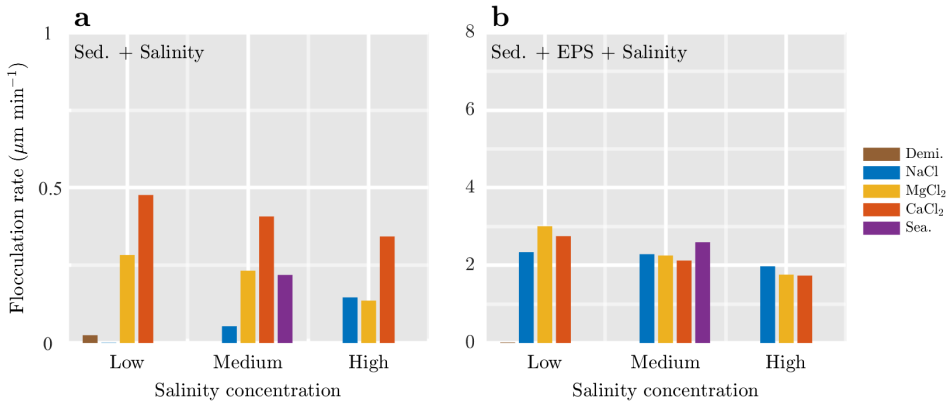 a
Sed. + Salinity
Flocculation rate (μm min⁻¹)
1
0.5
0
Low Medium High
Salinity concentration
b
Sed. + EPS + Salinity
8
6
4
2
0
Low Medium High
Salinity concentration
Demi.
NaCl
MgCl₂
CaCl₂
Sea.